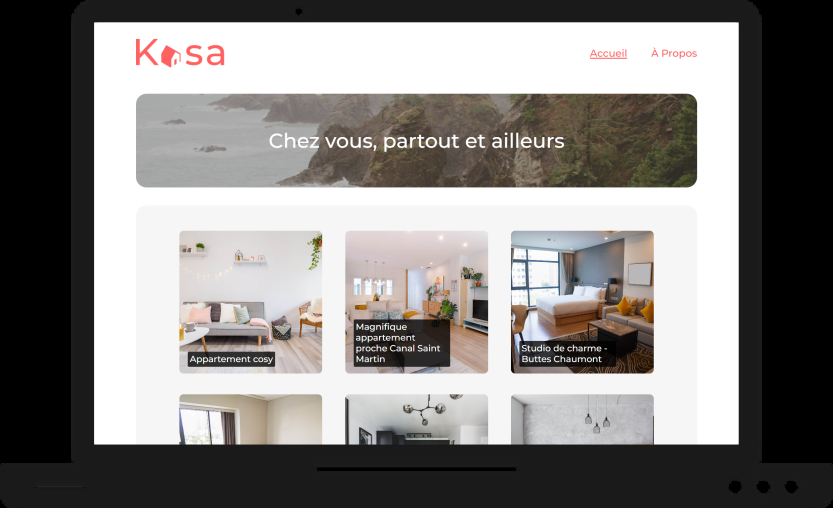 Kasa
Accueil
À Propos
Chez vous, partout et ailleurs
Appartement cosy
Magnifique
appartement
proche Canal Saint
Martin
Studio de charme -
Buttes Chaumont